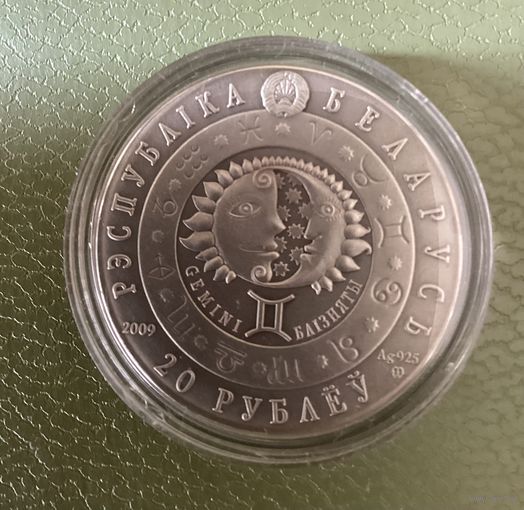 РЭСПУБЛІКА БЕЛАРУСЬ
GEMINI
БЛІЗНЯТЫ
2009
Ag 925
20 РУБЛЁЎ